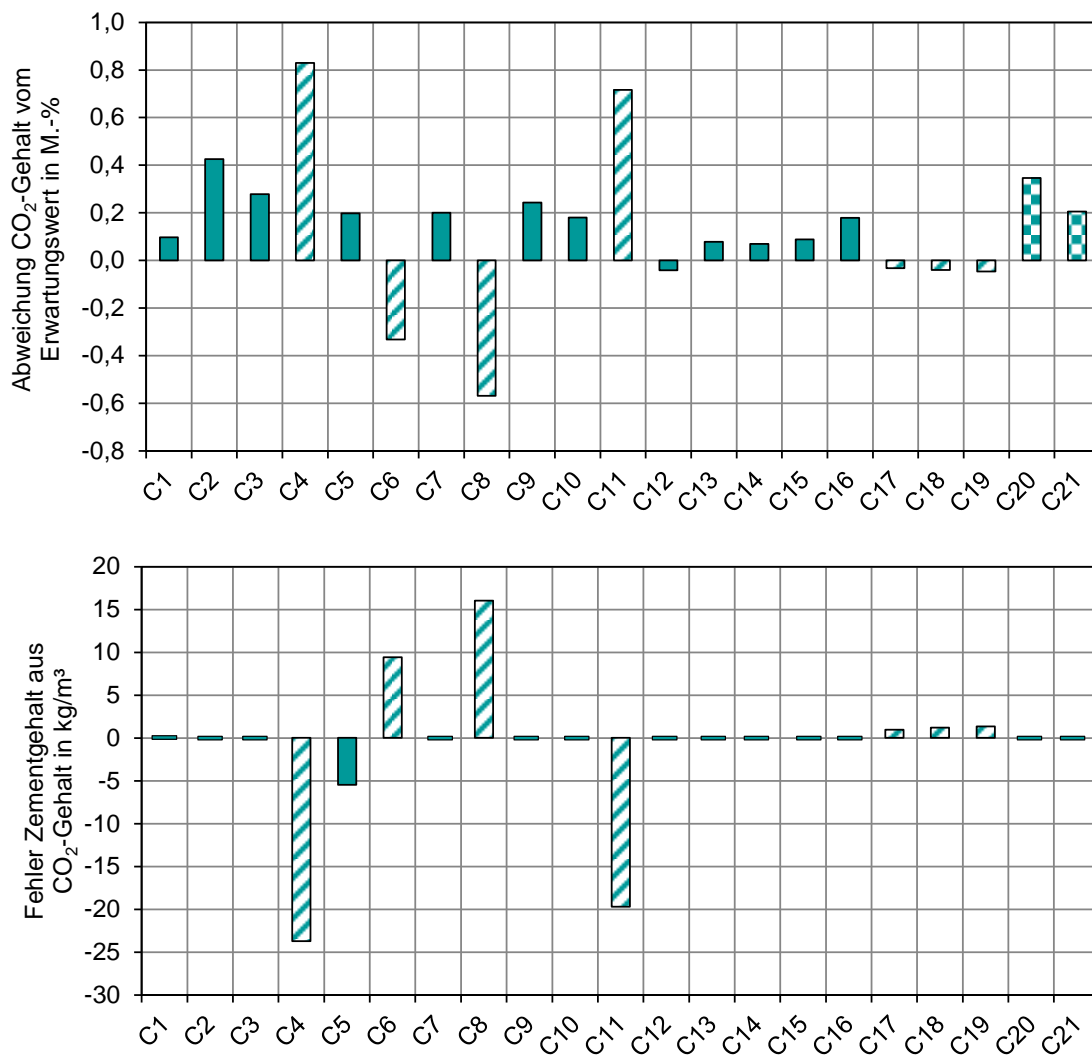 Abweichung CO₂-Gehalt vom
Erwartungswert in M.-%
1,0
0,8
0,6
0,4
0,2
0,0
-0,2
-0,4
-0,6
-0,8
C1
C2
C3
C4
C5
C6
C7
C8
C9
C10
C11
C12
C13
C14
C15
C16
C17
C18
C19
C20
C21
Fehler Zementgehalt aus
CO₂-Gehalt in kg/m³
20
15
10
5
0
-5
-10
-15
-20
-25
-30
C1
C2
C3
C4
C5
C6
C7
C8
C9
C10
C11
C12
C13
C14
C15
C16
C17
C18
C19
C20
C21